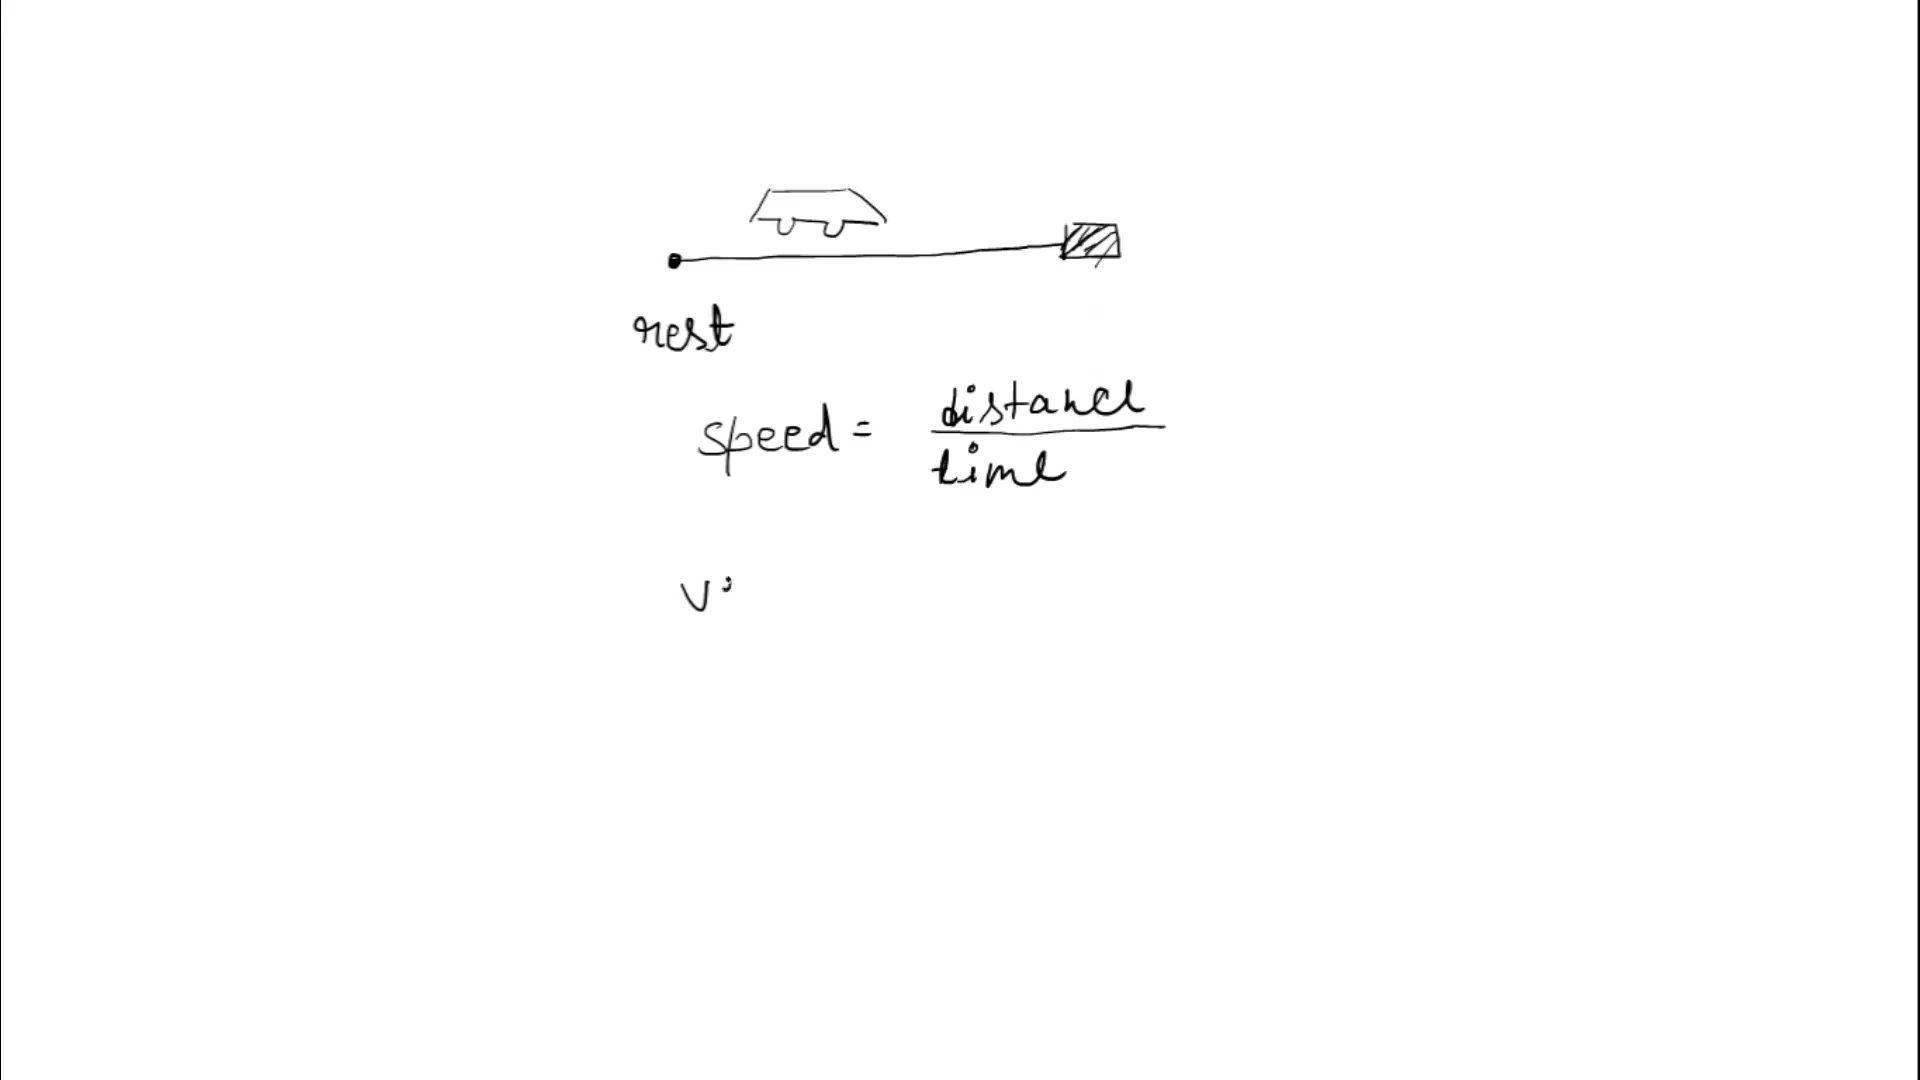 rest
speed = distance
time
v: